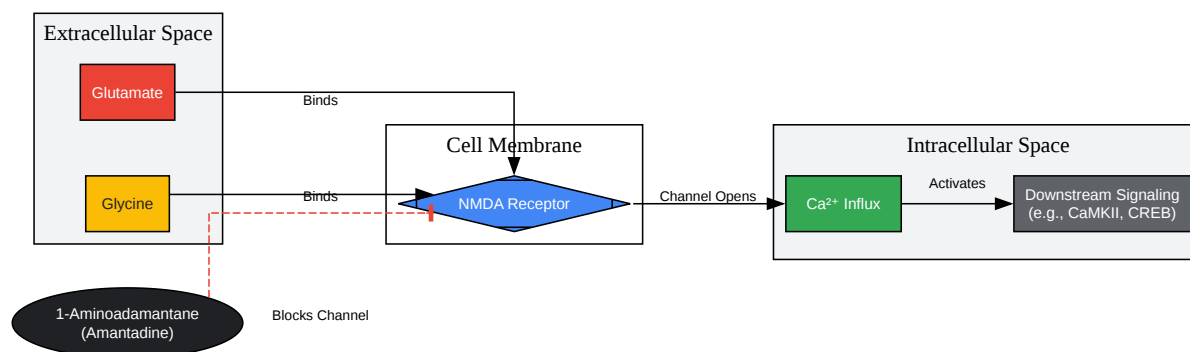 Extracellular Space
Glutamate
Binds
Glycine
Binds
Cell Membrane
NMDA Receptor
Channel Opens
Intracellular Space
Ca²⁺ Influx
Activates
Downstream Signaling
(e.g., CaMKII, CREB)
1-Aminoadamantane
(Amantadine)
Blocks Channel